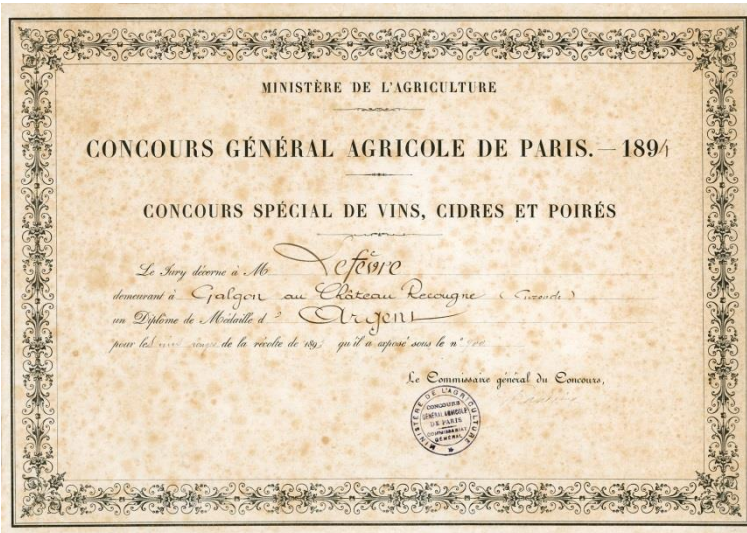 MINISTÈRE DE L'AGRICULTURE
CONCOURS GÉNÉRAL AGRICOLE DE PARIS. — 1894
CONCOURS SPÉCIAL DE VINS, CIDRES ET POIRÉS
Le Jury décerne à Mr Lefèvre
demeurant à Galgon au Château Recougne (Gironde)
un Diplôme de Médaille d'Argent
pour les vins rouges de la récolte de qu'il a exposé sous le n°
Le Commissaire général du Concours,
MINISTÈRE DE L'AGRICULTURE
CONCOURS
GÉNÉRAL AGRICOLE
DE PARIS
COMMISSARIAT
GÉNÉRAL